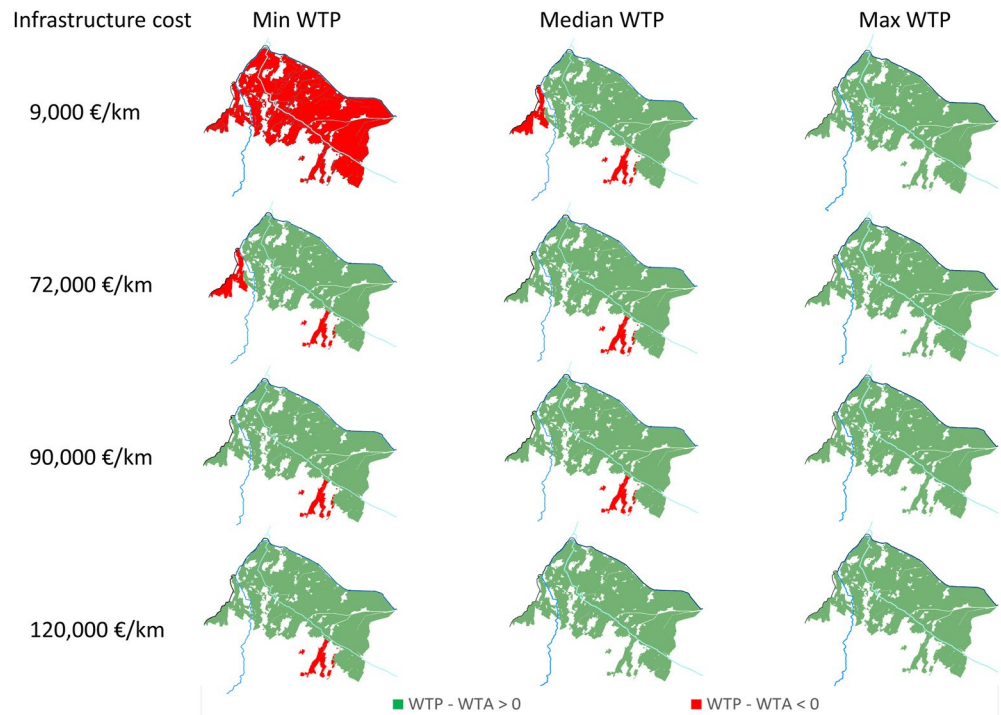 Infrastructure cost Min WTP Median WTP Max WTP
9,000 €/km
72,000 €/km
90,000 €/km
120,000 €/km
WTP - WTA > 0 WTP - WTA < 0